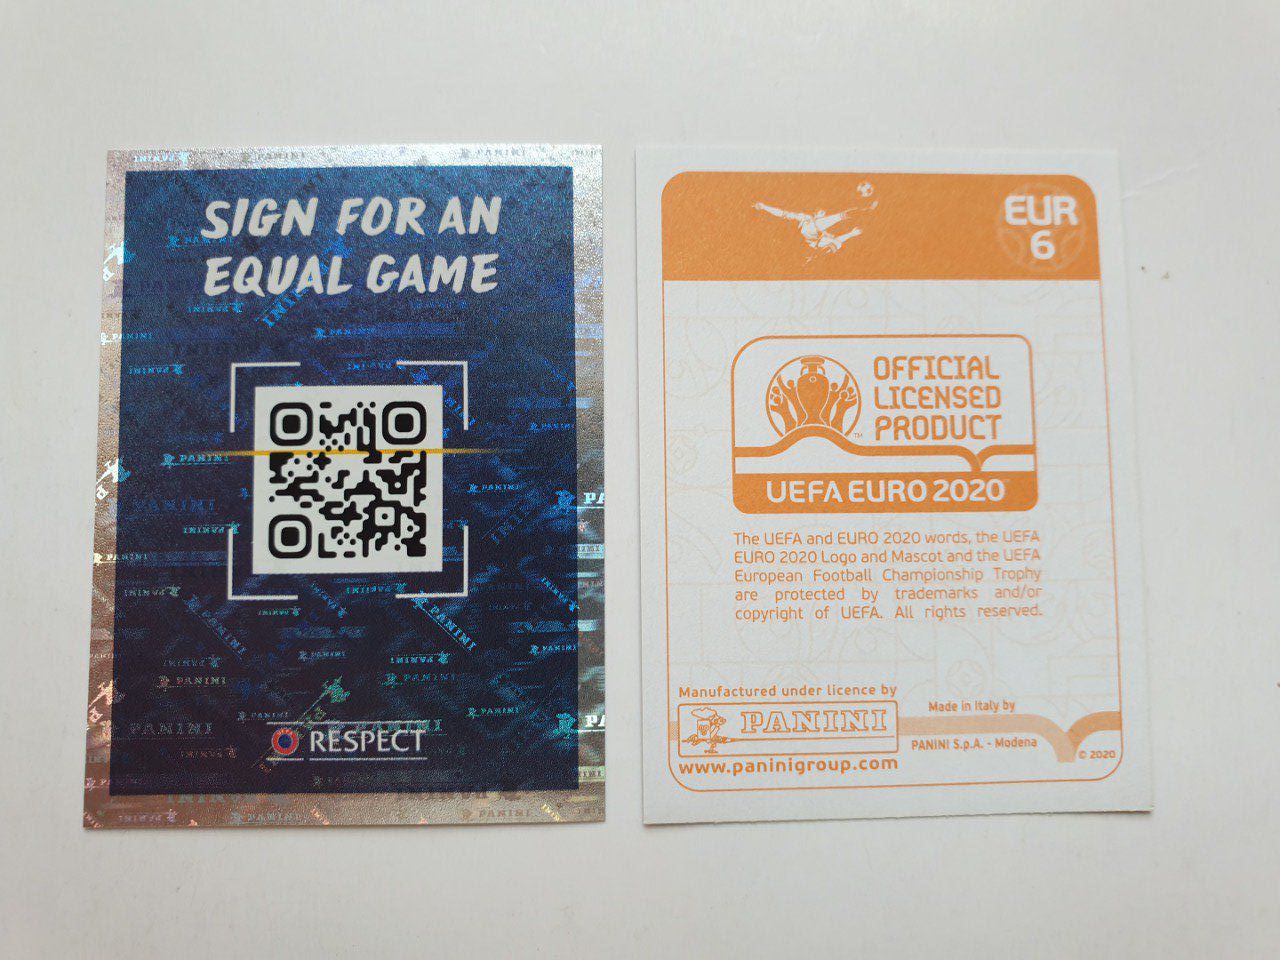 SIGN FOR AN
EQUAL GAME
RESPECT
PANINI
EUR
6
OFFICIAL
LICENSED
PRODUCT
™
UEFA EURO 2020
The UEFA and EURO 2020 words, the UEFA
EURO 2020 Logo and Mascot and the UEFA
European Football Championship Trophy
are protected by trademarks and/or
copyright of UEFA. All rights reserved.
Manufactured under licence by
PANINI
www.paninigroup.com
Made in Italy by
PANINI S.p.A. - Modena
© 2020